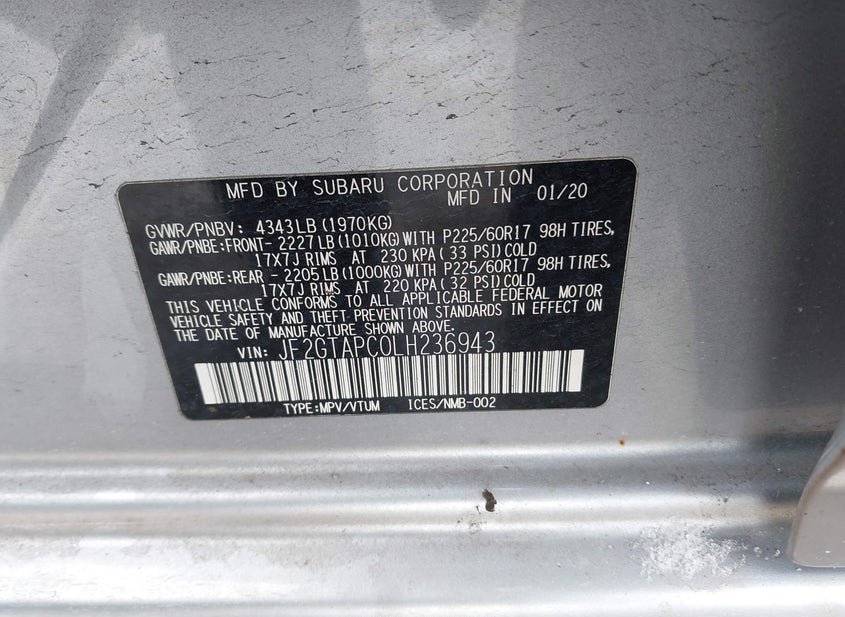 MFD BY SUBARU CORPORATION
MFD IN 01/20
GVWR/PNBV: 4343LB (1970KG)
GAWR/PNBE:FRONT- 2227LB (1010KG) WITH P225/60R17 98H TIRES,
17X7J RIMS AT 230 KPA (33 PSI) COLD
GAWR/PNBE:REAR - 2205LB (1000KG) WITH P225/60R17 98H TIRES,
17X7J RIMS AT 220 KPA (32 PSI) COLD
THIS VEHICLE CONFORMS TO ALL APPLICABLE FEDERAL MOTOR
VEHICLE SAFETY AND THEFT PREVENTION STANDARDS IN EFFECT ON
THE DATE OF MANUFACTURE SHOWN ABOVE.
VIN: JF2GTAPC0LH236943
TYPE:MPV/VTUM ICES/NMB-002